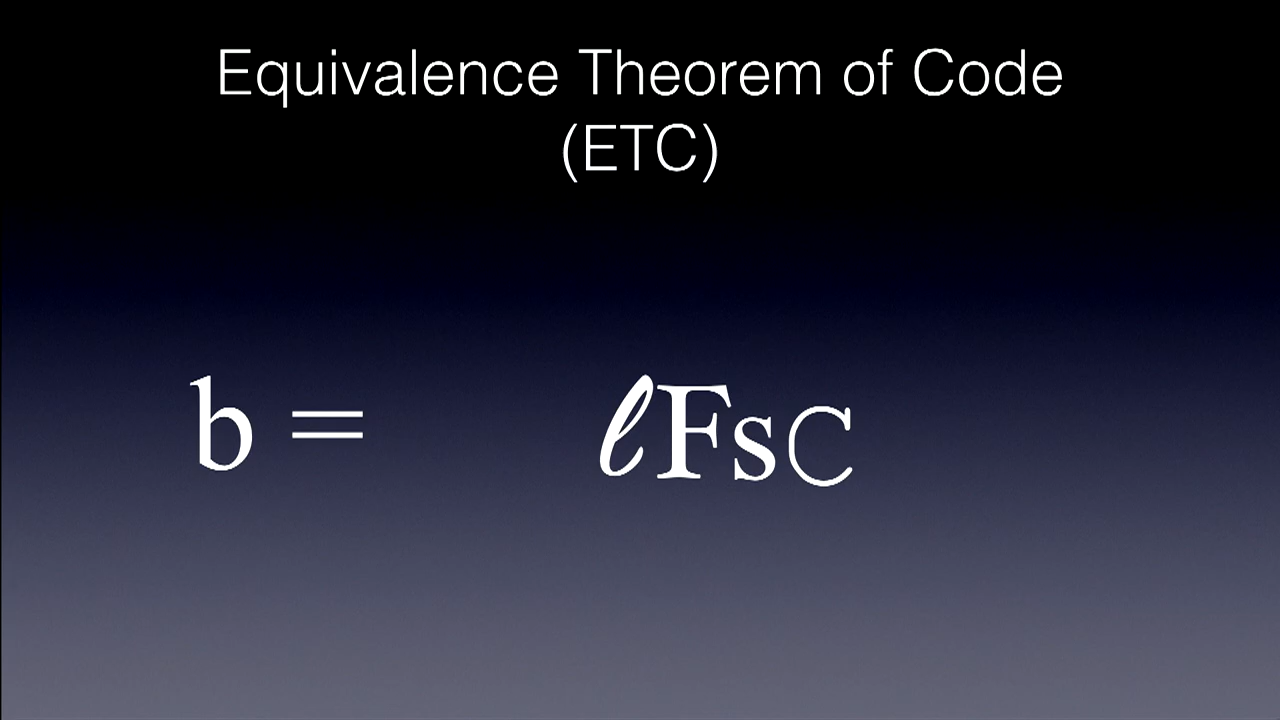 Equivalence Theorem of Code
(ETC)
b = ℓFsC